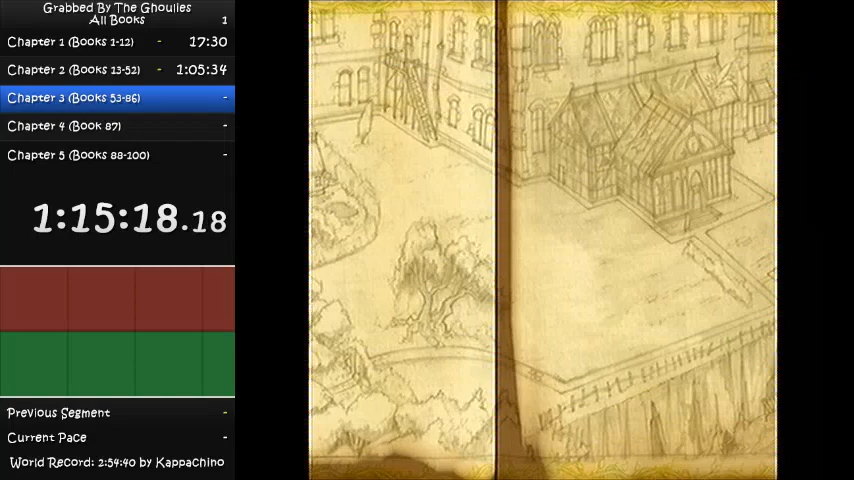 Grabbed By The Ghoulies
All Books 1
Chapter 1 (Books 1-12) - 17:30
Chapter 2 (Books 13-52) - 1:05:34
Chapter 3 (Books 53-86) -
Chapter 4 (Book 87) -
Chapter 5 (Books 88-100) -
1:15:18.18
Previous Segment -
Current Pace -
World Record: 2:54:40 by Kappachino